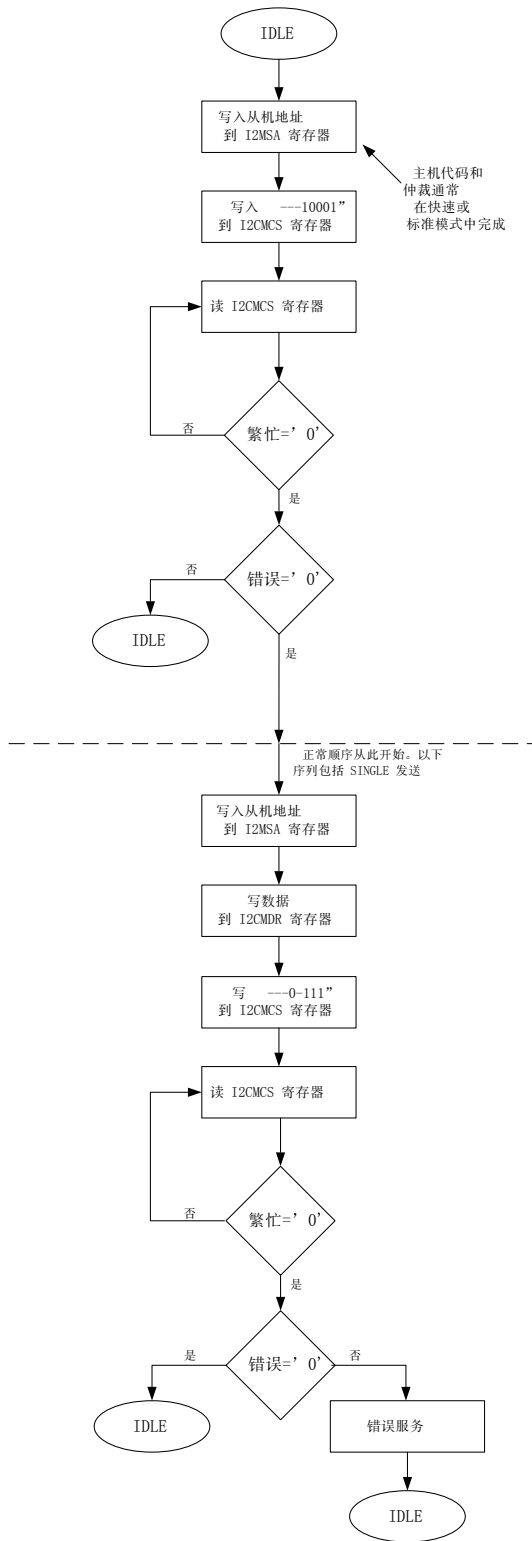 IDLE
写入从机地址
到 I2MSA 寄存器
主机代码和
仲裁通常
在快速或
标准模式中完成
写入 ---10001”
到 I2CMCS 寄存器
读 I2CMCS 寄存器
繁忙=’ 0'
否
是
错误=’ 0'
否
IDLE
是
正常顺序从此开始。以下
序列包括 SINGLE 发送
写入从机地址
到 I2MSA 寄存器
写数据
到 I2CMDR 寄存器
写 ---0-111”
到 I2CMCS 寄存器
读 I2CMCS 寄存器
繁忙=’ 0'
否
是
错误=’ 0'
是
否
IDLE
错误服务
IDLE